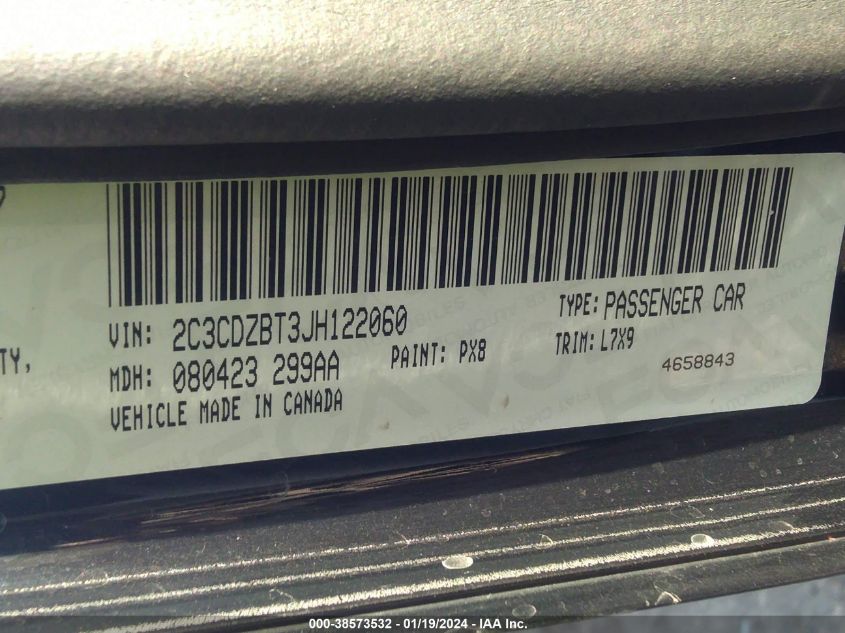 VIN: 2C3CDZBT3JH122060 TYPE: PASSENGER CAR
TY, MDH: 080423 299AA PAINT: PX8 TRIM: L7X9
4658843
VEHICLE MADE IN CANADA
000-38573532 - 01/19/2024 - IAA Inc.